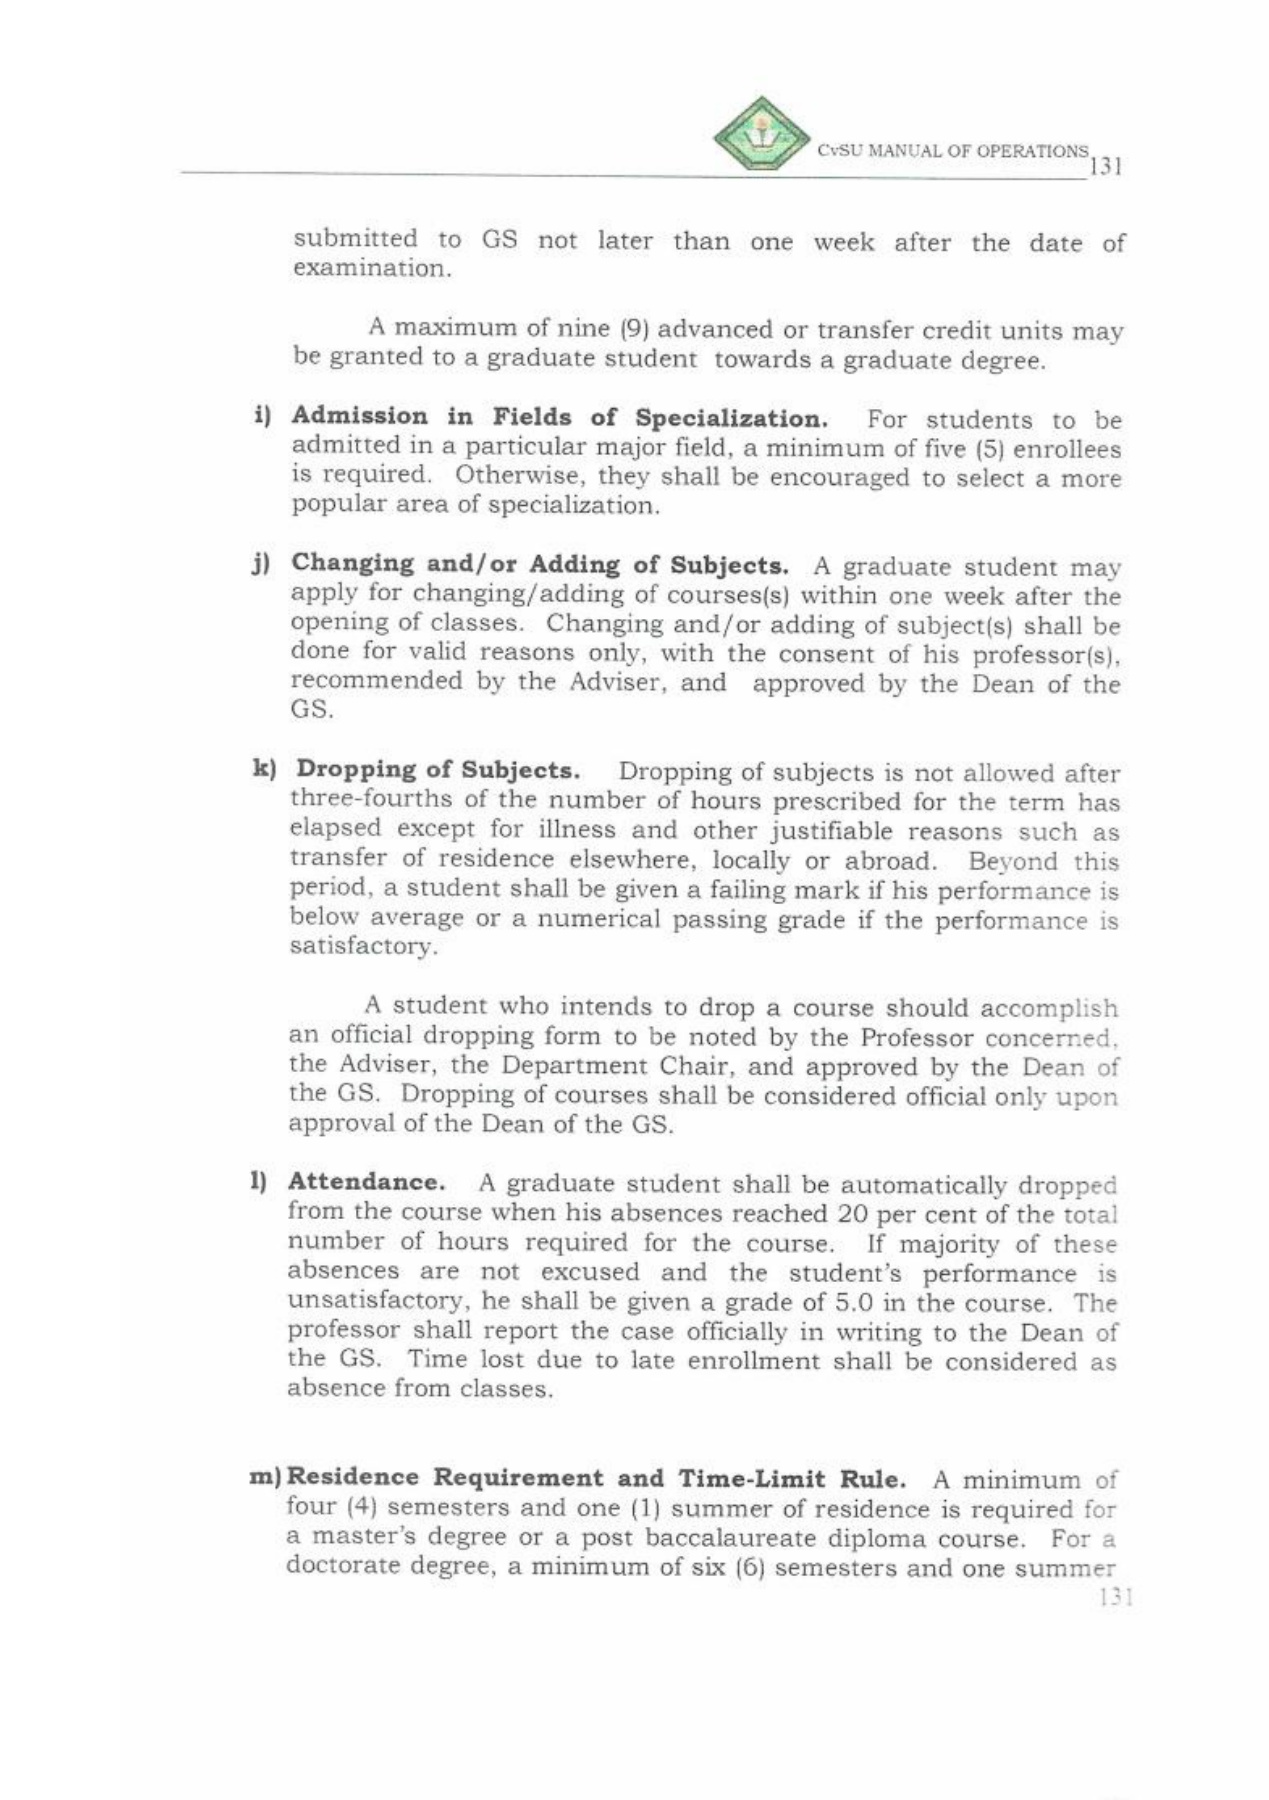 CvSU MANUAL OF OPERATIONS 131
submitted to GS not later than one week after the date of
examination.
A maximum of nine (9) advanced or transfer credit units may
be granted to a graduate student towards a graduate degree.
i) Admission in Fields of Specialization. For students to be
admitted in a particular major field, a minimum of five (5) enrollees
is required. Otherwise, they shall be encouraged to select a more
popular area of specialization.
j) Changing and/or Adding of Subjects. A graduate student may
apply for changing/adding of courses(s) within one week after the
opening of classes. Changing and/or adding of subject(s) shall be
done for valid reasons only, with the consent of his professor(s),
recommended by the Adviser, and approved by the Dean of the
GS.
k) Dropping of Subjects. Dropping of subjects is not allowed after
three-fourths of the number of hours prescribed for the term has
elapsed except for illness and other justifiable reasons such as
transfer of residence elsewhere, locally or abroad. Beyond this
period, a student shall be given a failing mark if his performance is
below average or a numerical passing grade if the performance is
satisfactory.
A student who intends to drop a course should accomplish
an official dropping form to be noted by the Professor concerned,
the Adviser, the Department Chair, and approved by the Dean of
the GS. Dropping of courses shall be considered official only upon
approval of the Dean of the GS.
l) Attendance. A graduate student shall be automatically dropped
from the course when his absences reached 20 per cent of the total
number of hours required for the course. If majority of these
absences are not excused and the student's performance is
unsatisfactory, he shall be given a grade of 5.0 in the course. The
professor shall report the case officially in writing to the Dean of
the GS. Time lost due to late enrollment shall be considered as
absence from classes.
m) Residence Requirement and Time-Limit Rule. A minimum of
four (4) semesters and one (1) summer of residence is required for
a master's degree or a post baccalaureate diploma course. For a
doctorate degree, a minimum of six (6) semesters and one summer
131